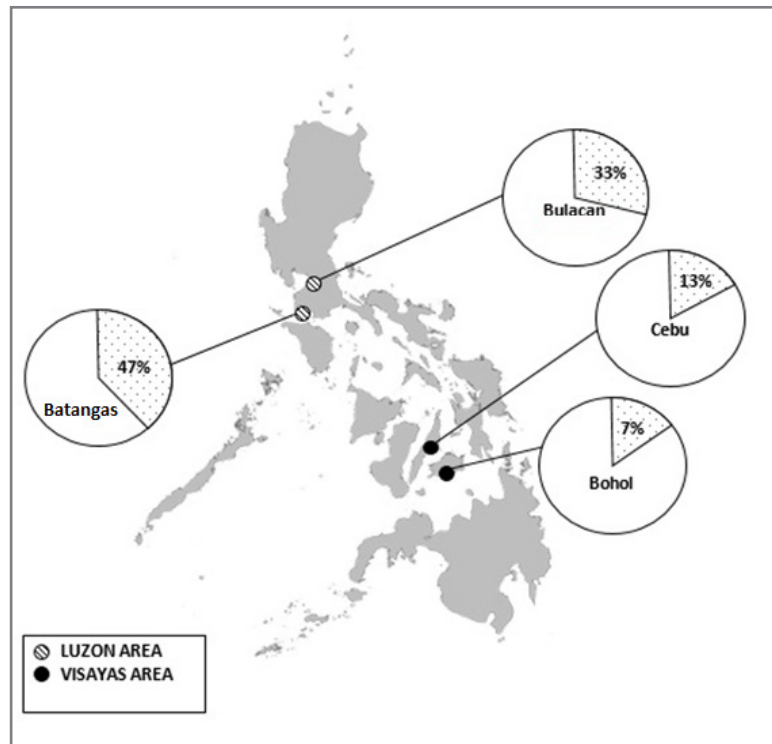 33%
Bulacan
13%
Cebu
47%
Batangas
7%
Bohol
LUZON AREA
VISAYAS AREA